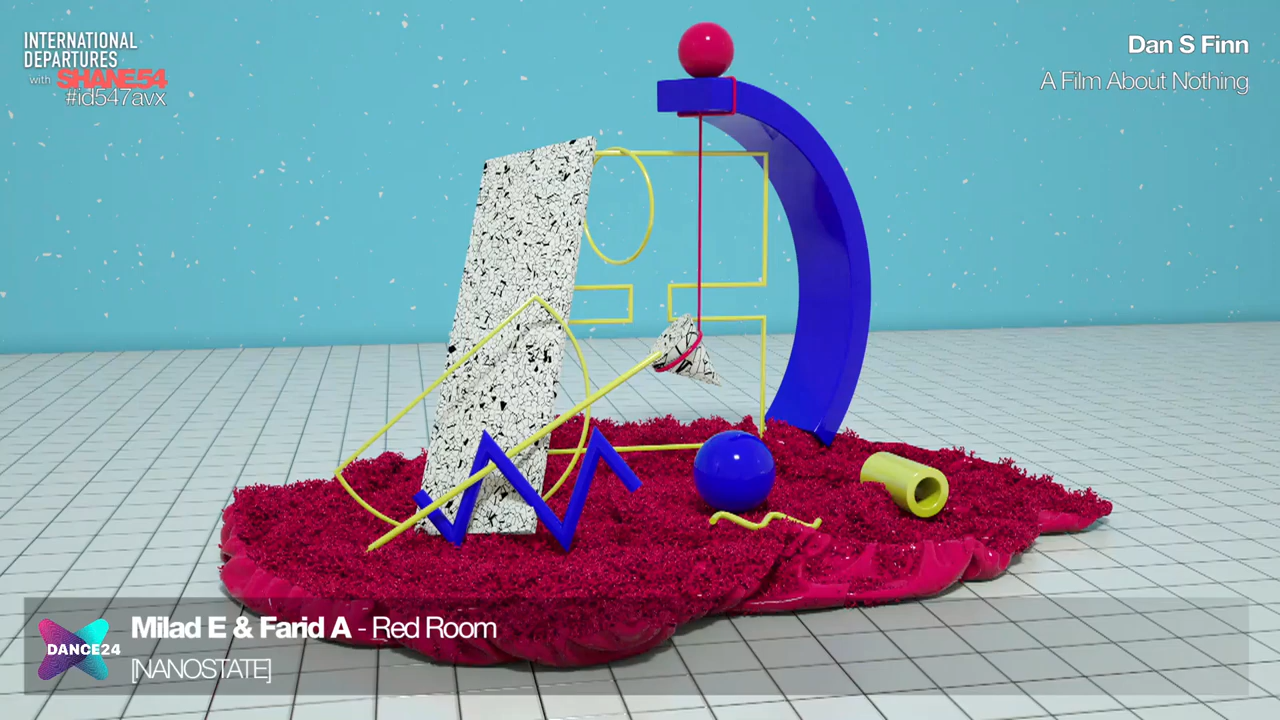 INTERNATIONAL
DEPARTURES
with SHANE54
#id547avx
Dan S Finn
A Film About Nothing
Milad E & Farid A - Red Room
DANCE24
[NANOSTATE]